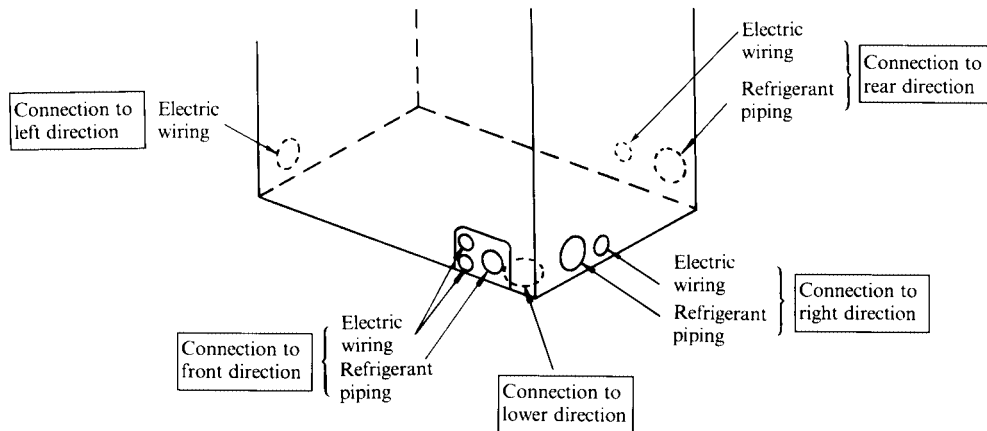 Electric
wiring
Refrigerant
piping
Connection to
rear direction
Connection to
left direction
Electric
wiring
Electric
wiring
Refrigerant
piping
Connection to
right direction
Connection to
front direction
Electric
wiring
Refrigerant
piping
Connection to
lower direction